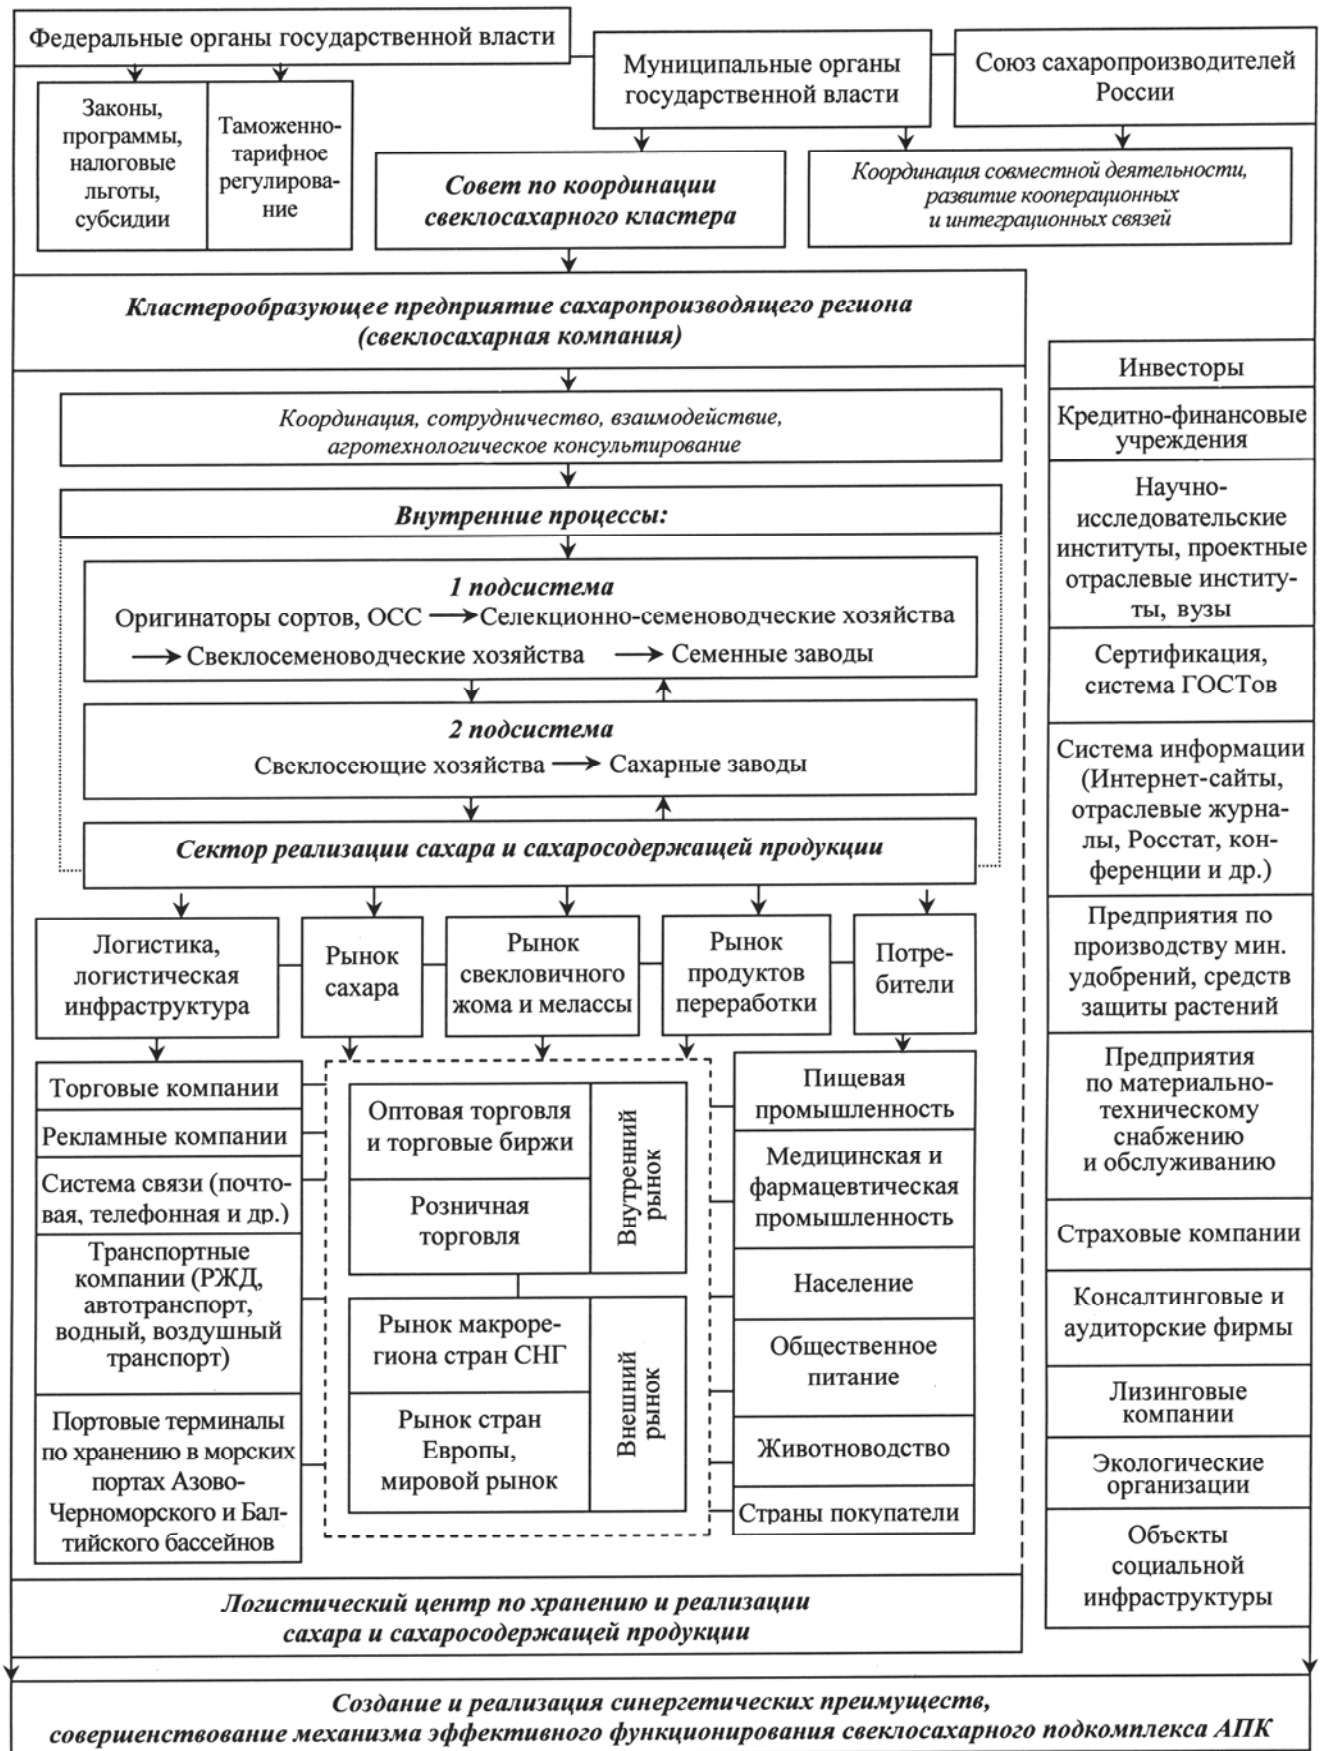 Федеральные органы государственной власти
Муниципальные органы
государственной власти
Союз сахаропроизводителей
России
Законы,
программы,
налоговые
льготы,
субсидии
Таможенно-
тарифное
регулирова-
ние
Совет по координации
свеклосахарного кластера
Координация совместной деятельности,
развитие кооперационных
и интеграционных связей
Кластерообразующее предприятие сахаропроизводящего региона
(свеклосахарная компания)
Координация, сотрудничество, взаимодействие,
агротехнологическое консультирование
Внутренние процессы:
1 подсистема
Оригинаторы сортов, ОСС → Селекционно-семеноводческие хозяйства
→ Свеклосеменоводческие хозяйства → Семенные заводы
2 подсистема
Свеклосеющие хозяйства → Сахарные заводы
Сектор реализации сахара и сахаросодержащей продукции
Логистика,
логистическая
инфраструктура
Рынок
сахара
Рынок
свекловичного
жома и мелассы
Рынок
продуктов
переработки
Потре-
бители
Торговые компании
Рекламные компании
Система связи (почто-
вая, телефонная и др.)
Транспортные
компании (РЖД,
автотранспорт,
водный, воздушный
транспорт)
Портовые терминалы
по хранению в морских
портах Азово-
Черноморского и Бал-
тийского бассейнов
Оптовая торговля
и торговые биржи
Розничная
торговля
Внутренний
рынок
Рынок макроре-
гиона стран СНГ
Рынок стран
Европы,
мировой рынок
Внешний
рынок
Пищевая
промышленность
Медицинская и
фармацевтическая
промышленность
Население
Общественное
питание
Животноводство
Страны покупатели
Инвесторы
Кредитно-финансовые
учреждения
Научно-
исследовательские
институты, проектные
отраслевые институ-
ты, вузы
Сертификация,
система ГОСТов
Система информации
(Интернет-сайты,
отраслевые журна-
лы, Росстат, кон-
ференции и др.)
Предприятия по
производству мин.
удобрений, средств
защиты растений
Предприятия
по материально-
техническому
снабжению
и обслуживанию
Страховые компании
Консалтинговые и
аудиторские фирмы
Лизинговые
компании
Экологические
организации
Объекты
социальной
инфраструктуры
Логистический центр по хранению и реализации
сахара и сахаросодержащей продукции
Создание и реализация синергетических преимуществ,
совершенствование механизма эффективного функционирования свеклосахарного подкомплекса АПК